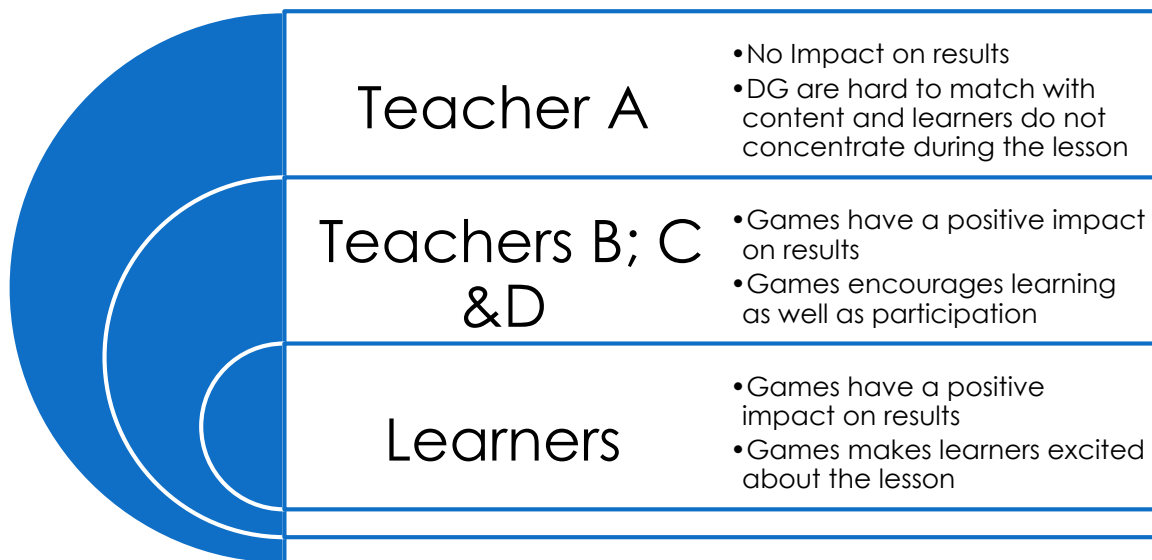 Teacher A
•No Impact on results
•DG are hard to match with
content and learners do not
concentrate during the lesson
Teachers B; C
&D
•Games have a positive impact
on results
•Games encourages learning
as well as participation
Learners
•Games have a positive
impact on results
•Games makes learners excited
about the lesson